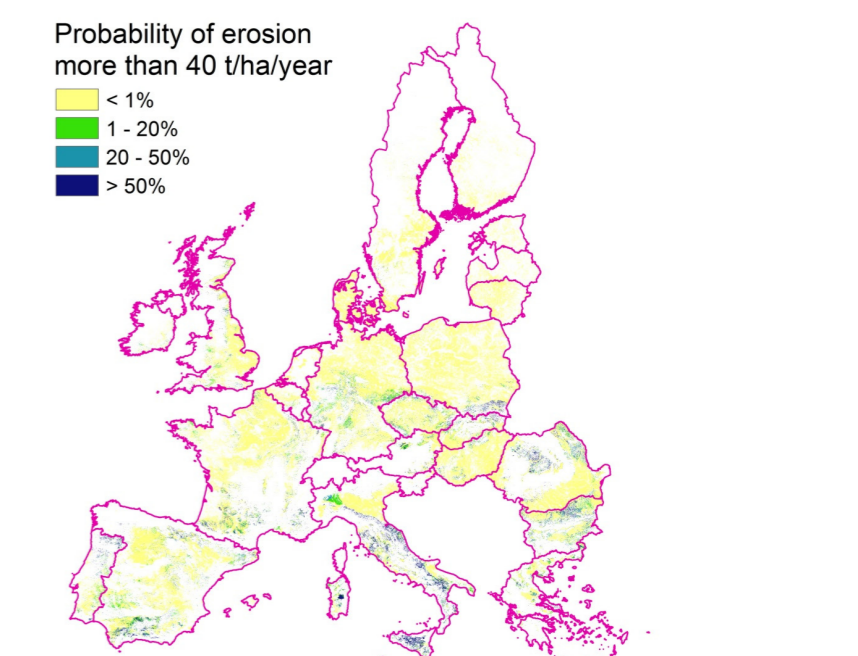 Probability of erosion
more than 40 t/ha/year
< 1%
1 - 20%
20 - 50%
> 50%